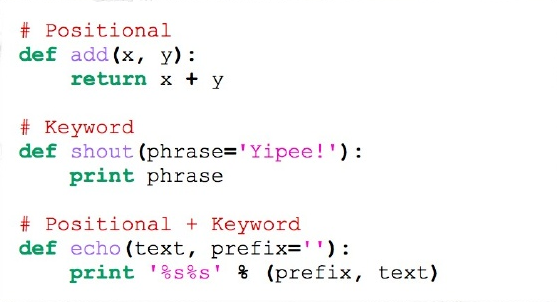 # Positional
def add(x, y):
    return x + y
# Keyword
def shout(phrase='Yipee!'):
    print phrase
# Positional + Keyword
def echo(text, prefix=''):
    print '%s%s' % (prefix, text)